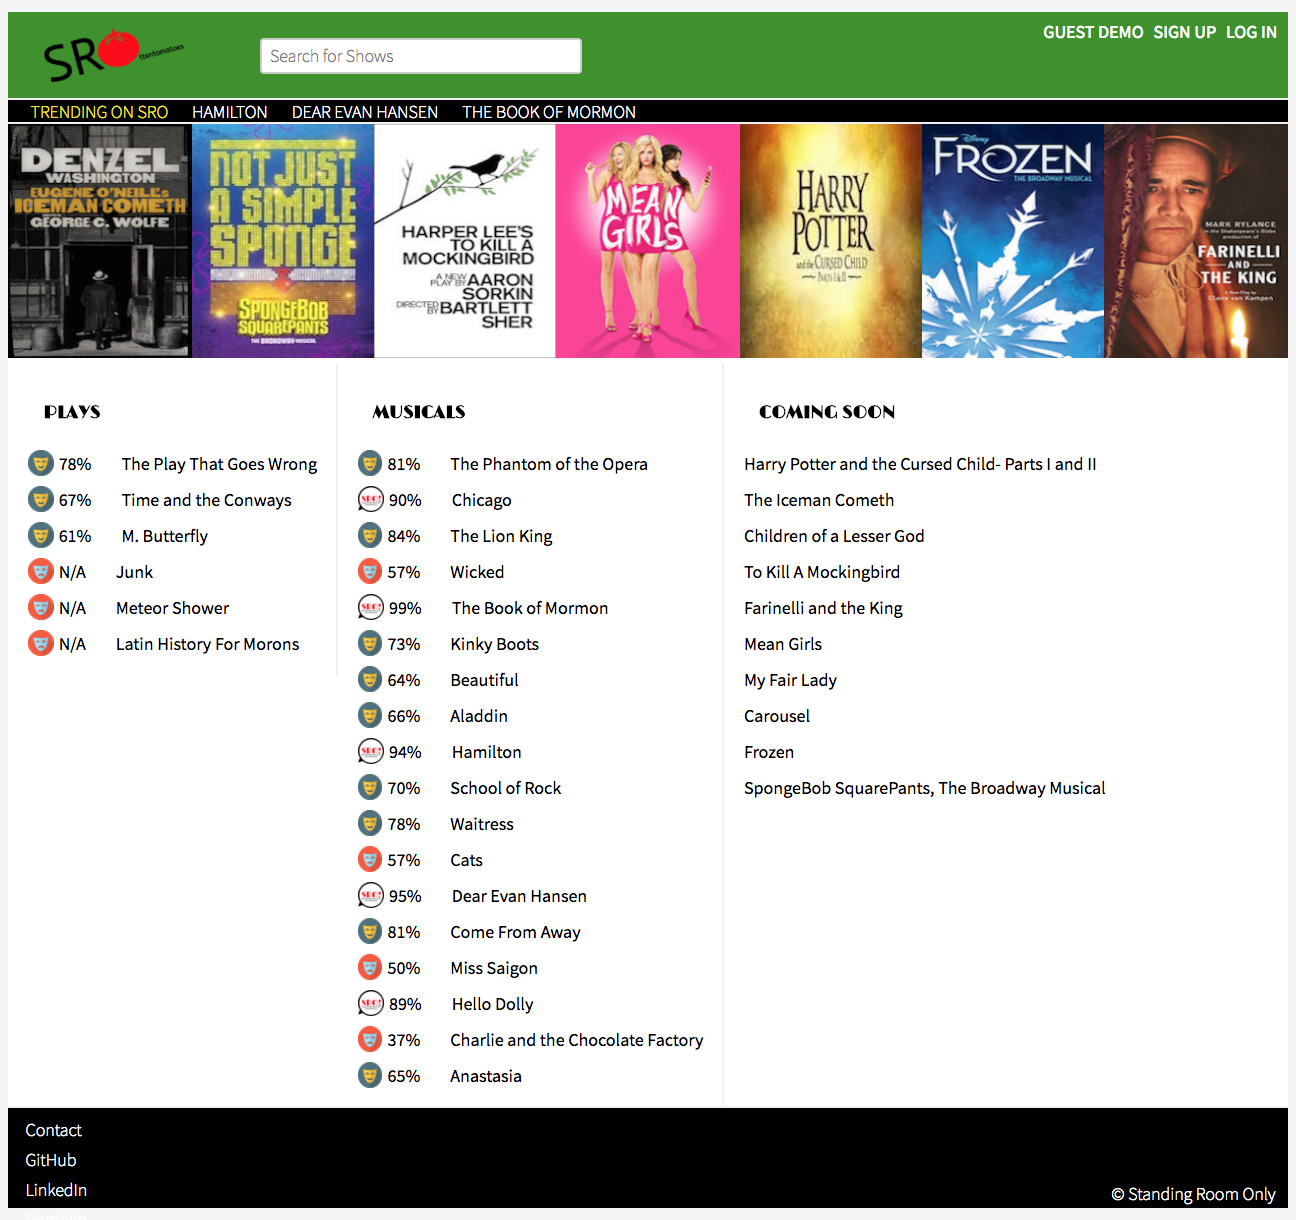 SRO ttentomatoes
Search for Shows
GUEST DEMO SIGN UP LOG IN
TRENDING ON SRO HAMILTON DEAR EVAN HANSEN THE BOOK OF MORMON
DENZEL
WASHINGTON
EUGENE O'NEILL's
ICEMAN COMETH
GEORGE C. WOLFE
NOT JUST
A SIMPLE
SPONGE
SPONGEBOB
SQUAREPANTS
THE BROADWAY MUSICAL
HARPER LEE'S
TO KILL A
MOCKINGBIRD
A NEW PLAY BY AARON
SORKIN
DIRECTED BY BARTLETT
SHER
MEAN
GIRLS
HARRY
POTTER
and the CURSED CHILD
PARTS I & II
Disney
FROZEN
THE BROADWAY MUSICAL
MARK RYLANCE
in the Shakespeare's Globe
production of
FARINELLI
AND
THE KING
A New Play by
Claire van Kampen
PLAYS
78% The Play That Goes Wrong
67% Time and the Conways
61% M. Butterfly
N/A Junk
N/A Meteor Shower
N/A Latin History For Morons
MUSICALS
81% The Phantom of the Opera
SRO! 90% Chicago
84% The Lion King
57% Wicked
SRO! 99% The Book of Mormon
73% Kinky Boots
64% Beautiful
66% Aladdin
SRO! 94% Hamilton
70% School of Rock
78% Waitress
57% Cats
SRO! 95% Dear Evan Hansen
81% Come From Away
50% Miss Saigon
SRO! 89% Hello Dolly
37% Charlie and the Chocolate Factory
65% Anastasia
COMING SOON
Harry Potter and the Cursed Child- Parts I and II
The Iceman Cometh
Children of a Lesser God
To Kill A Mockingbird
Farinelli and the King
Mean Girls
My Fair Lady
Carousel
Frozen
SpongeBob SquarePants, The Broadway Musical
Contact
GitHub
LinkedIn
© Standing Room Only